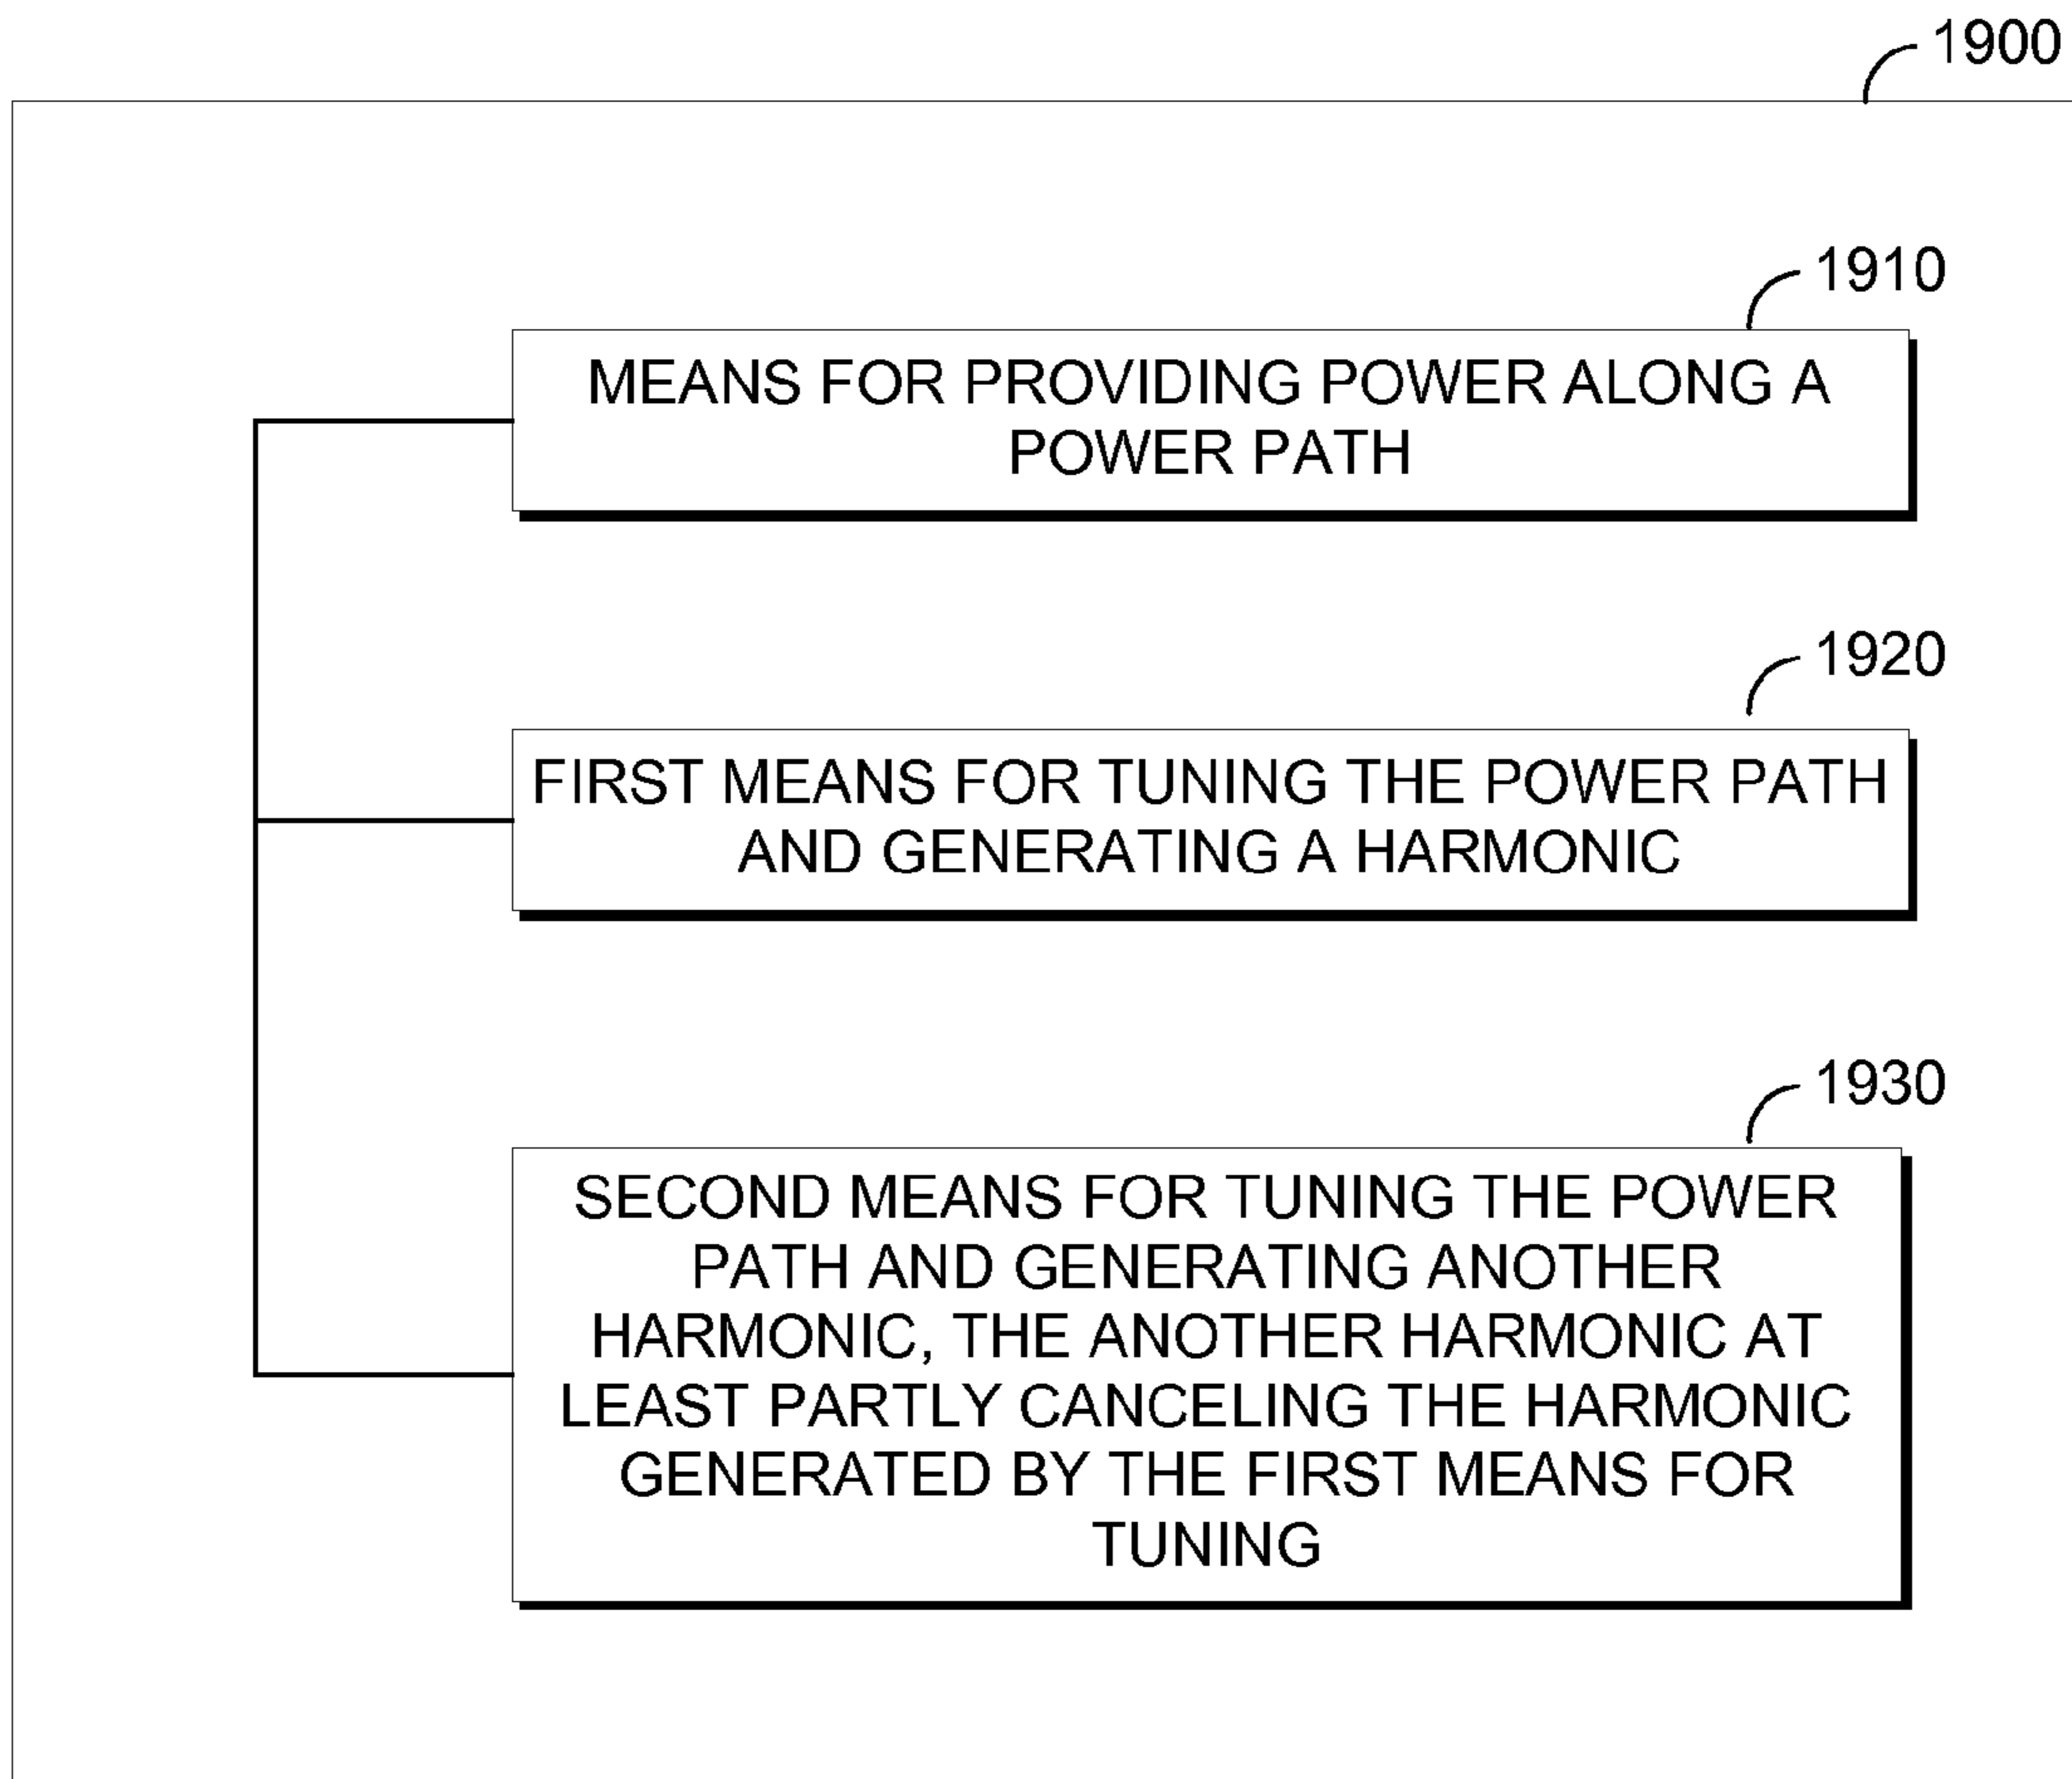 1900
1910
MEANS FOR PROVIDING POWER ALONG A
POWER PATH
1920
FIRST MEANS FOR TUNING THE POWER PATH
AND GENERATING A HARMONIC
1930
SECOND MEANS FOR TUNING THE POWER
PATH AND GENERATING ANOTHER
HARMONIC, THE ANOTHER HARMONIC AT
LEAST PARTLY CANCELING THE HARMONIC
GENERATED BY THE FIRST MEANS FOR
TUNING